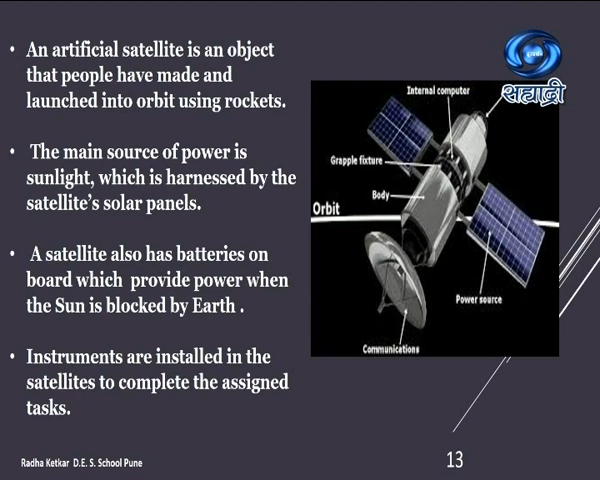 • An artificial satellite is an object
that people have made and
launched into orbit using rockets.
• The main source of power is
sunlight, which is harnessed by the
satellite's solar panels.
• A satellite also has batteries on
board which provide power when
the Sun is blocked by Earth .
• Instruments are installed in the
satellites to complete the assigned
tasks.
सह्याद्री
Internal computer
Grapple fixture
Body
Orbit
Power source
Communications
Radha Ketkar D.E. S. School Pune
13